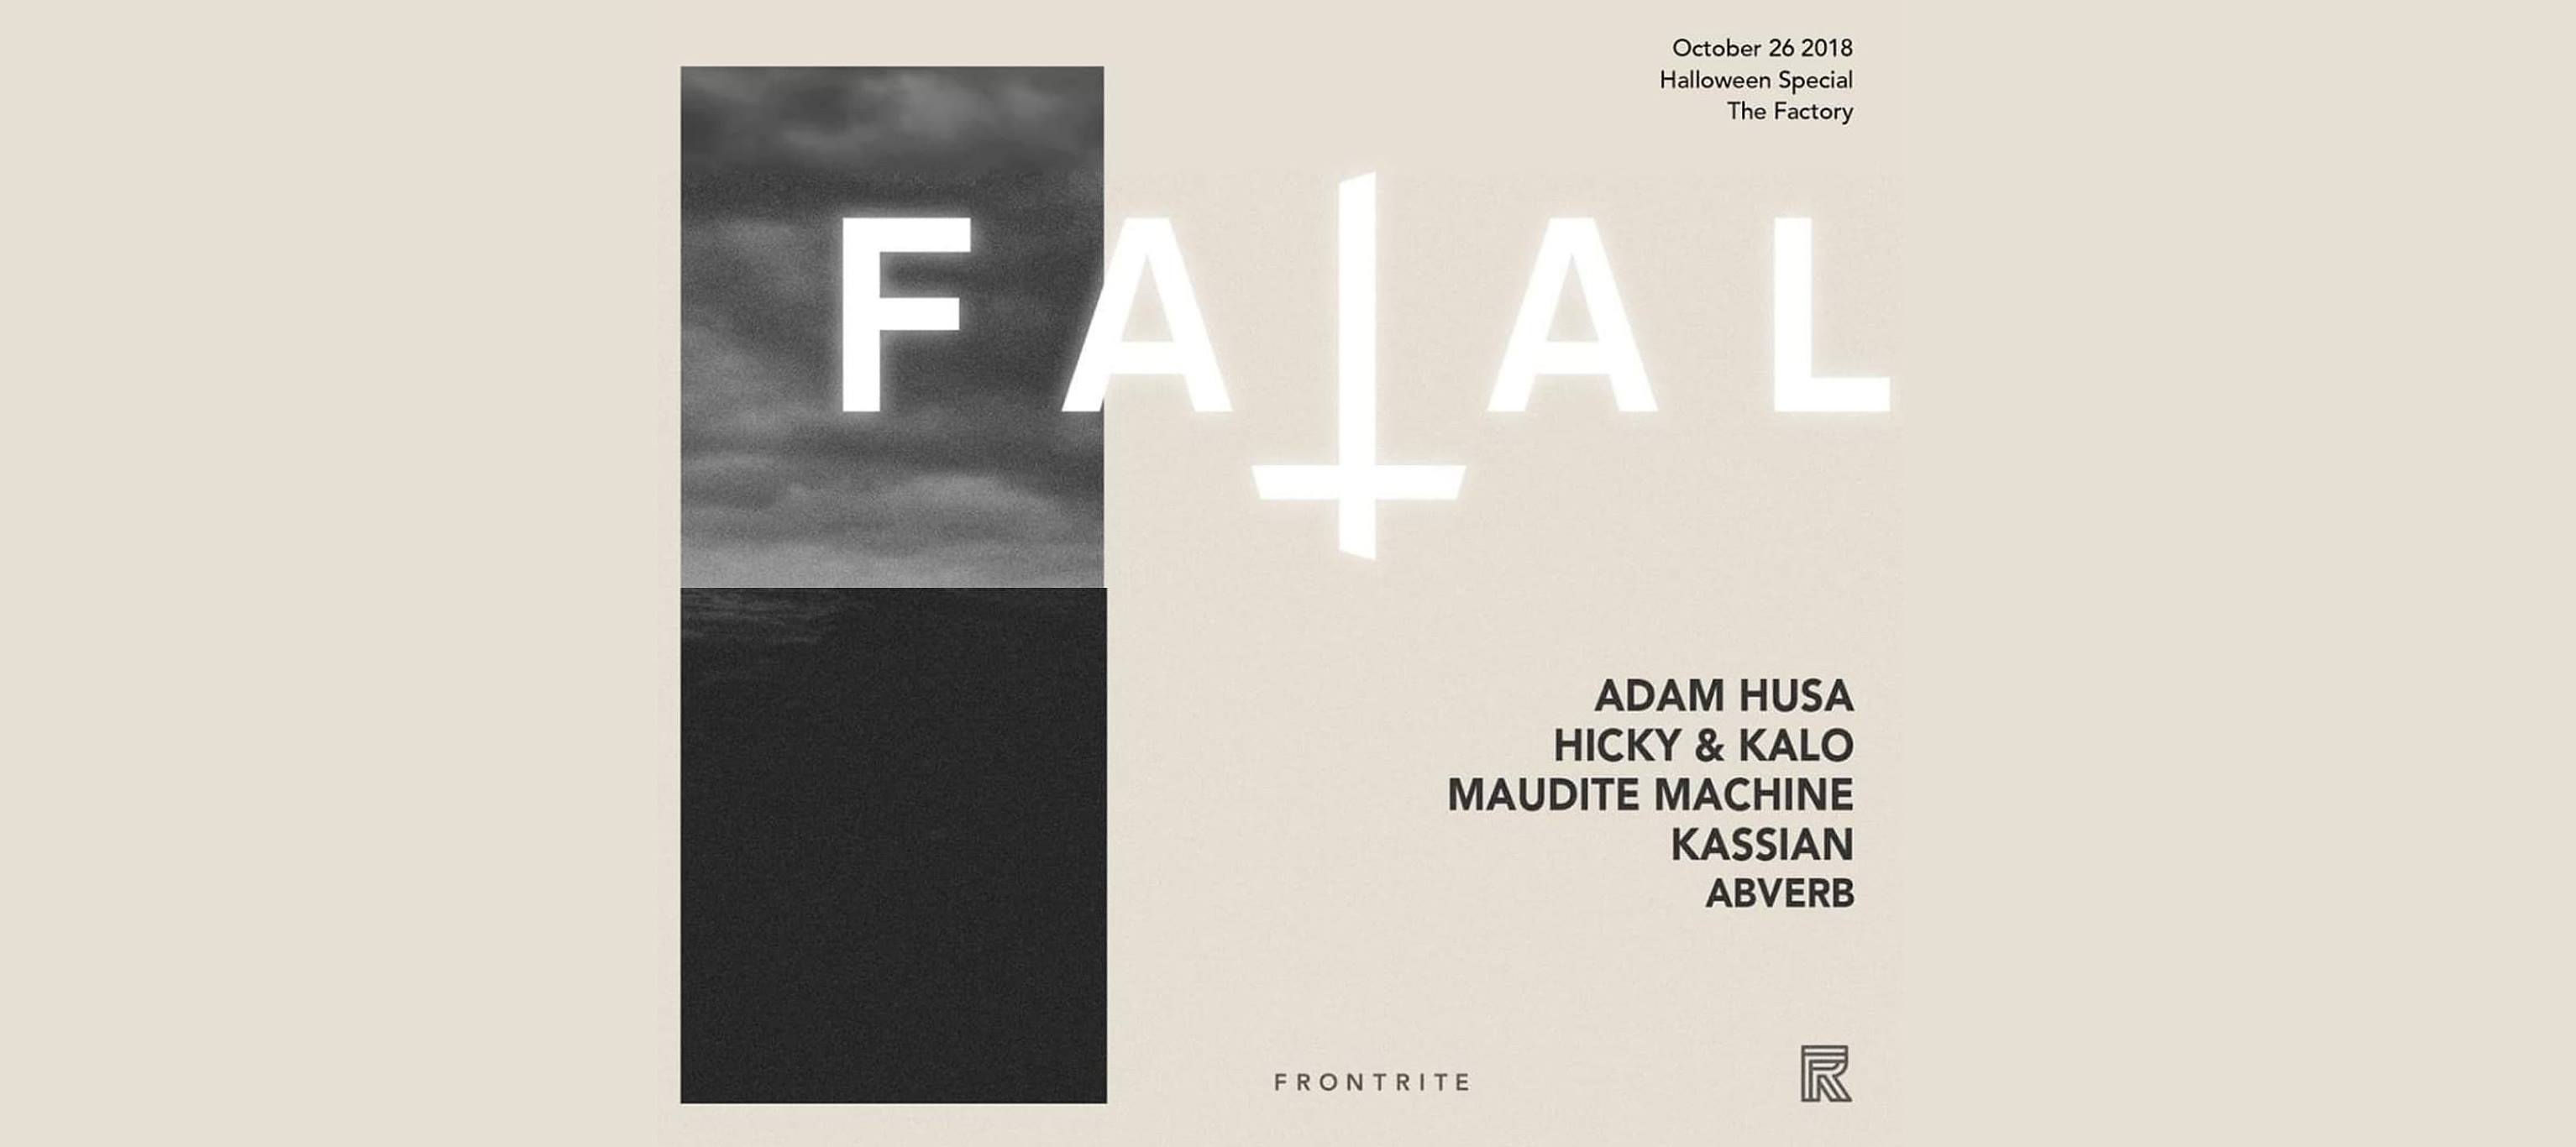 October 26 2018
Halloween Special
The Factory
FATAL
ADAM HUSA
HICKY & KALO
MAUDITE MACHINE
KASSIAN
ABVERB
FRONTRITE